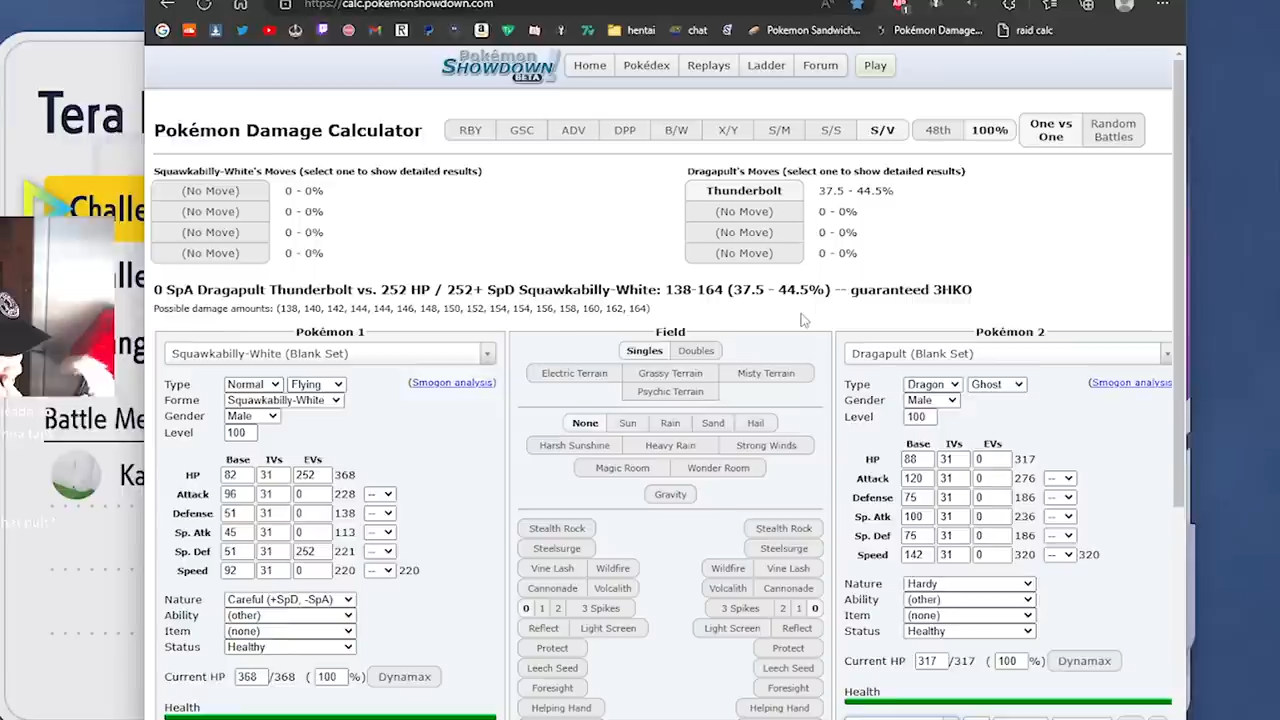 https://calc.pokemonshowdown.com
hentai chat Pokemon Sandwich... Pokémon Damage... raid calc
Pokémon
SHOWDOWN
BETA
Home Pokédex Replays Ladder Forum Play
Tera
Pokémon Damage Calculator RBY GSC ADV DPP B/W X/Y S/M S/S S/V 48th 100% One vs One Random Battles
Squawkabilly-White's Moves (select one to show detailed results) Dragapult's Moves (select one to show detailed results)
(No Move) 0 - 0% Thunderbolt 37.5 - 44.5%
(No Move) 0 - 0% (No Move) 0 - 0%
(No Move) 0 - 0% (No Move) 0 - 0%
(No Move) 0 - 0% (No Move) 0 - 0%
0 SpA Dragapult Thunderbolt vs. 252 HP / 252+ SpD Squawkabilly-White: 138-164 (37.5 - 44.5%) -- guaranteed 3HKO
Possible damage amounts: (138, 140, 142, 144, 144, 146, 148, 150, 152, 154, 154, 156, 158, 160, 162, 164)
Pokémon 1 Field Pokémon 2
Squawkabilly-White (Blank Set) Singles Doubles Dragapult (Blank Set)
Electric Terrain Grassy Terrain Misty Terrain
Psychic Terrain
Type Normal Flying (Smogon analysis) Type Dragon Ghost (Smogon analysis
Forme Squawkabilly-White Gender Male
Gender Male Level 100
Level 100
None Sun Rain Sand Hail
Harsh Sunshine Heavy Rain Strong Winds
Magic Room Wonder Room
Gravity
Base IVs EVs
HP 82 31 252 368
Attack 96 31 0 228 --
Defense 51 31 0 138 --
Sp. Atk 45 31 0 113 --
Sp. Def 51 31 252 221 --
Speed 92 31 0 220 -- 220
Base IVs EVs
HP 88 31 0 317
Attack 120 31 0 276 --
Defense 75 31 0 186 --
Sp. Atk 100 31 0 236 --
Sp. Def 75 31 0 186 --
Speed 142 31 0 320 -- 320
Stealth Rock Stealth Rock
Steelsurge Steelsurge
Vine Lash Wildfire Wildfire Vine Lash
Cannonade Volcalith Volcalith Cannonade
0 1 2 3 Spikes 3 Spikes 2 1 0
Reflect Light Screen Light Screen Reflect
Protect Protect
Leech Seed Leech Seed
Foresight Foresight
Helping Hand Helping Hand
Nature Careful (+SpD, -SpA)
Ability (other)
Item (none)
Status Healthy
Current HP 368 /368 ( 100 %) Dynamax
Health
Nature Hardy
Ability (other)
Item (none)
Status Healthy
Current HP 317 /317 ( 100 %) Dynamax
Health
Battle Me
Ka